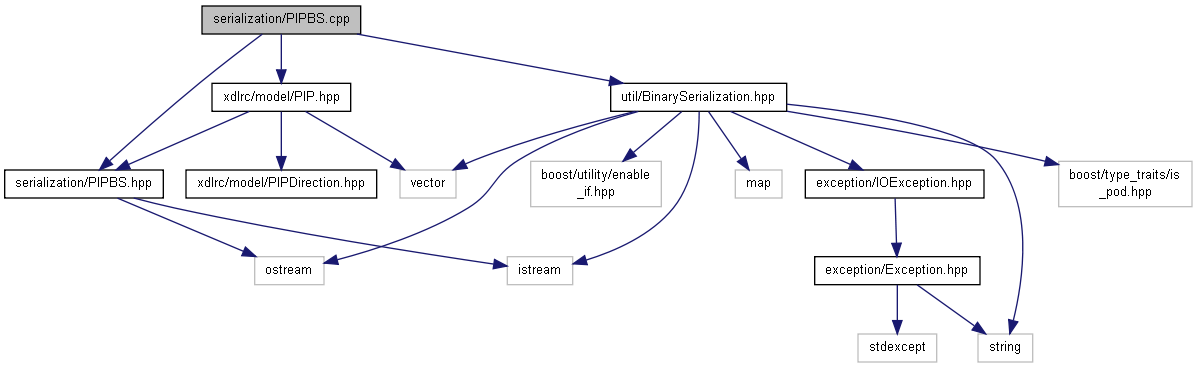 serialization/PIPBS.cpp
xdlrc/model/PIP.hpp
util/BinarySerialization.hpp
serialization/PIPBS.hpp
xdlrc/model/PIPDirection.hpp
vector
boost/utility/enable
_if.hpp
map
exception/IOException.hpp
boost/type_traits/is
_pod.hpp
ostream
istream
exception/Exception.hpp
stdexcept
string